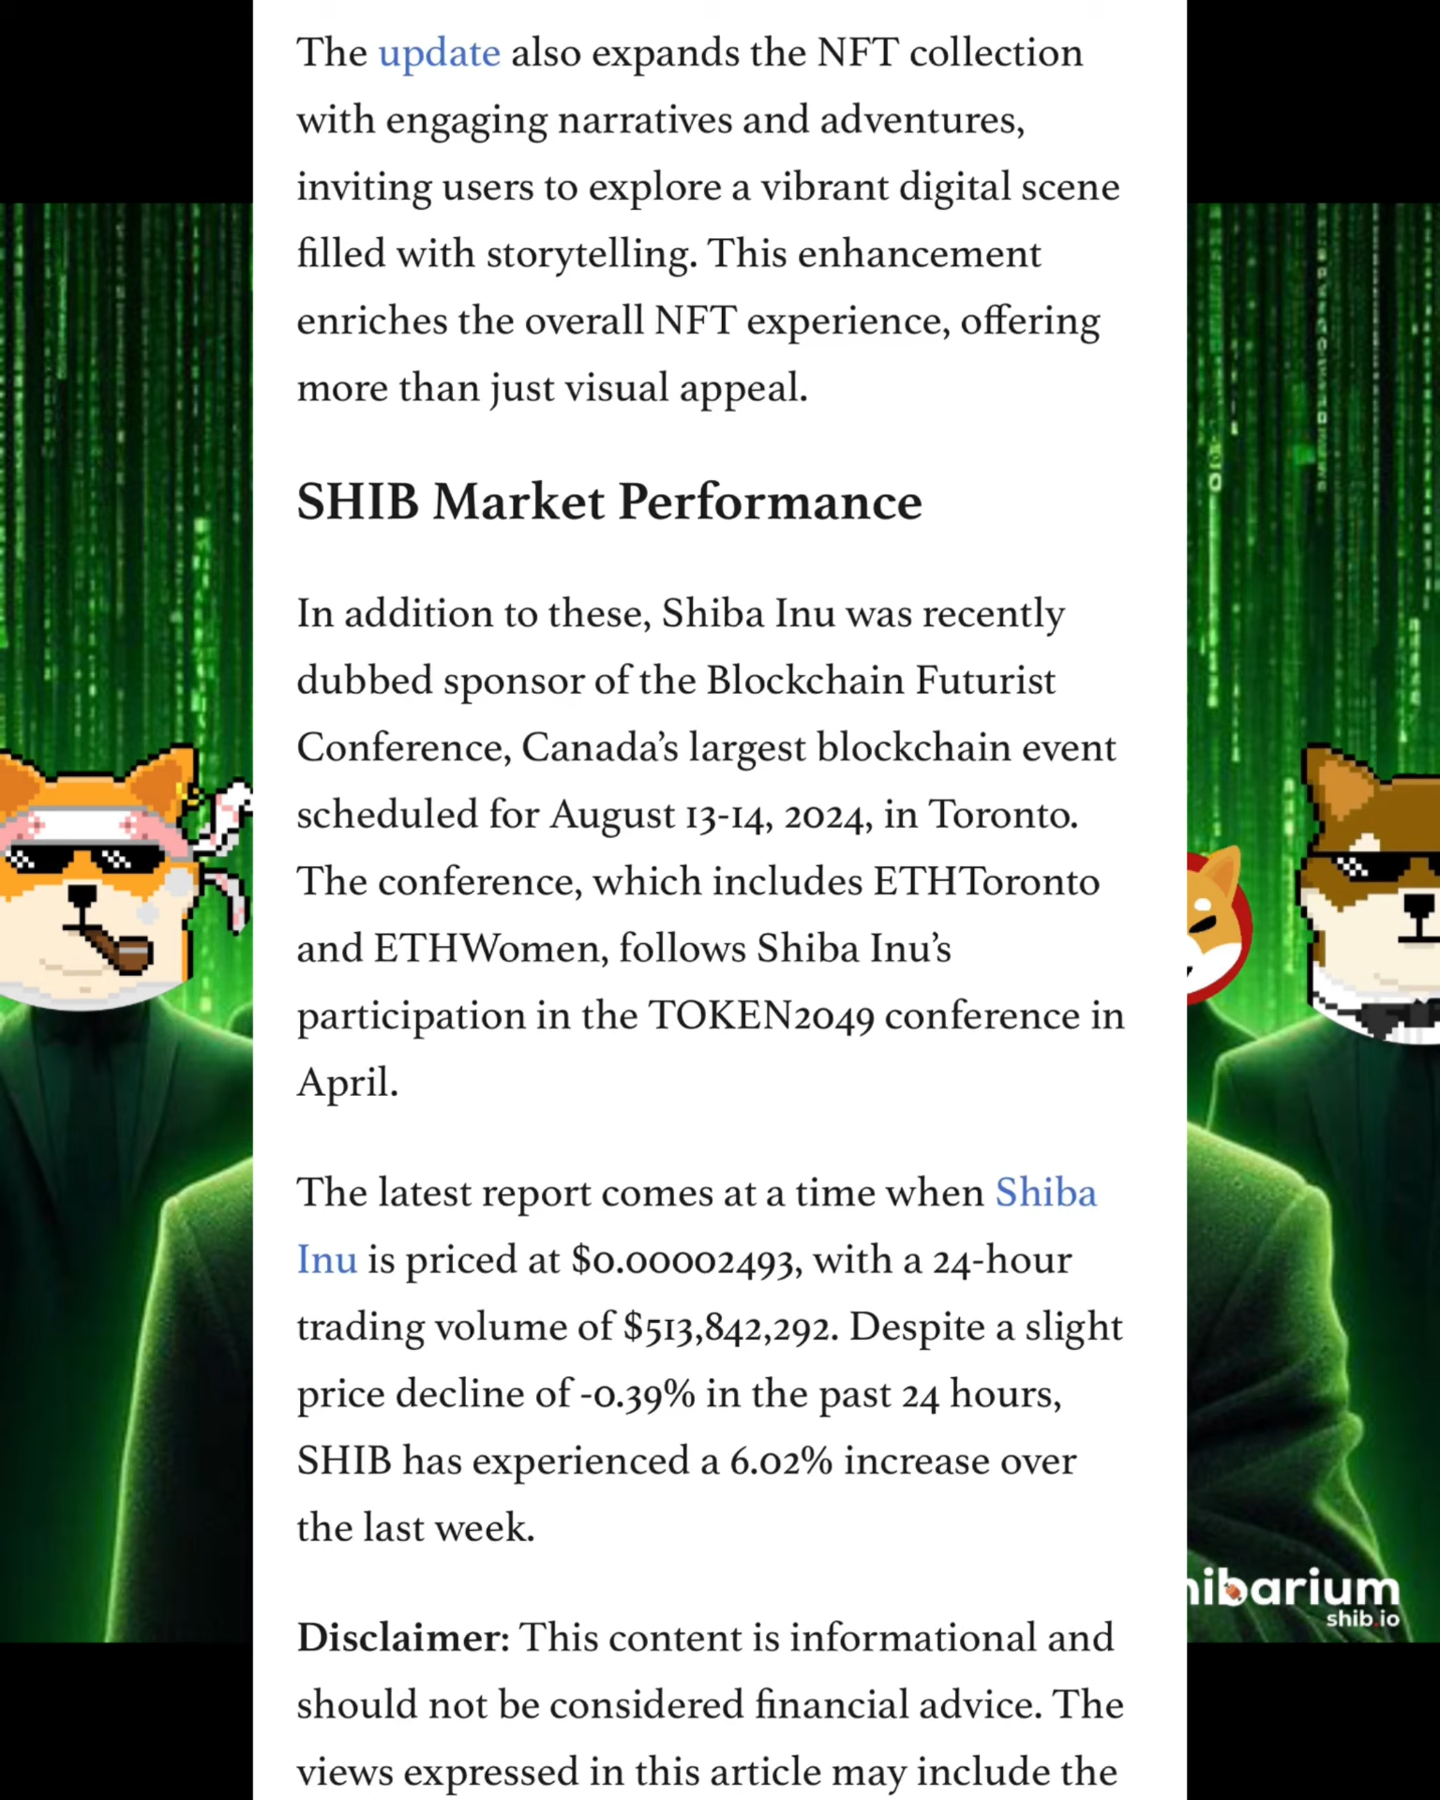 The update also expands the NFT collection
with engaging narratives and adventures,
inviting users to explore a vibrant digital scene
filled with storytelling. This enhancement
enriches the overall NFT experience, offering
more than just visual appeal.
SHIB Market Performance
In addition to these, Shiba Inu was recently
dubbed sponsor of the Blockchain Futurist
Conference, Canada’s largest blockchain event
scheduled for August 13-14, 2024, in Toronto.
The conference, which includes ETHToronto
and ETHWomen, follows Shiba Inu’s
participation in the TOKEN2049 conference in
April.
The latest report comes at a time when Shiba
Inu is priced at $0.00002493, with a 24-hour
trading volume of $513,842,292. Despite a slight
price decline of -0.39% in the past 24 hours,
SHIB has experienced a 6.02% increase over
the last week.
Disclaimer: This content is informational and
should not be considered financial advice. The
views expressed in this article may include the
hibarium
shib.io